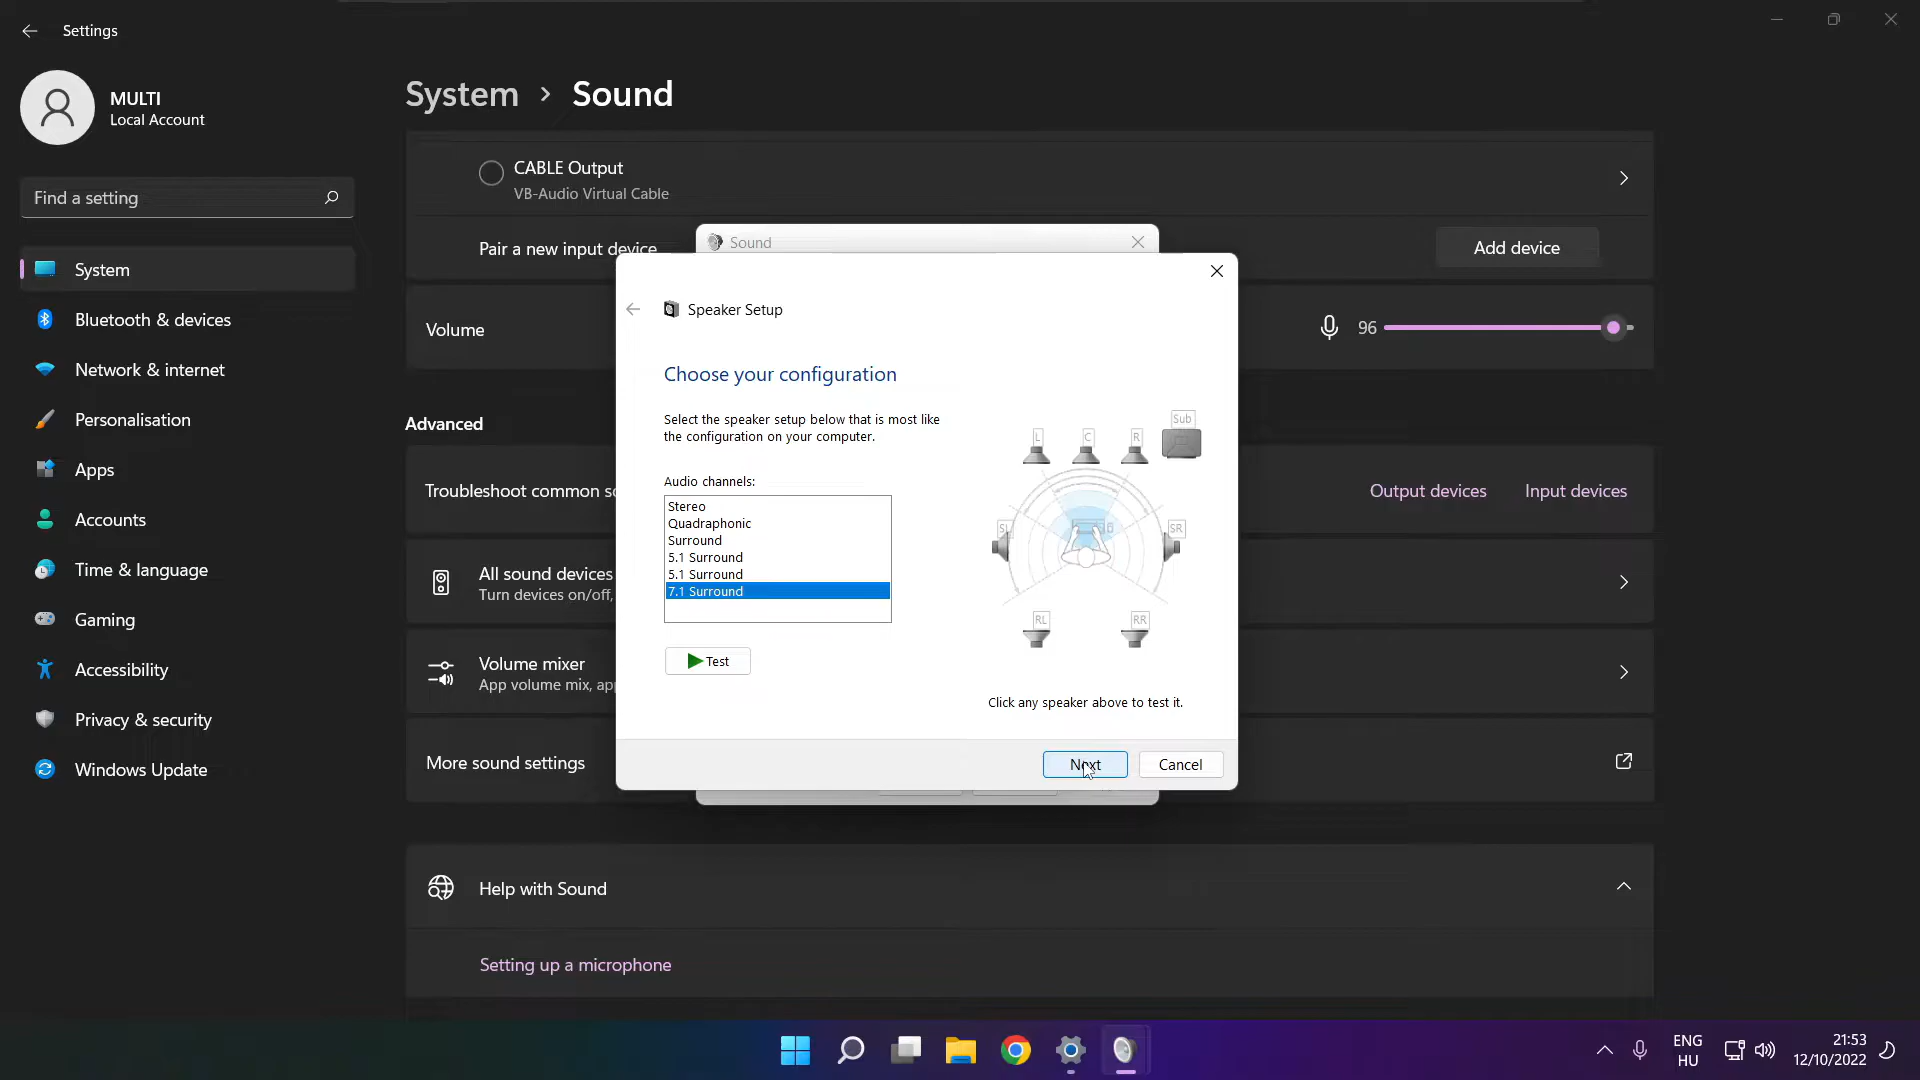 Settings
MULTI
Local Account
Find a setting
System
Bluetooth & devices
Network & internet
Personalisation
Apps
Accounts
Time & language
Gaming
Accessibility
Privacy & security
Windows Update
System > Sound
CABLE Output
VB-Audio Virtual Cable
Pair a new input device
Add device
Volume
96
Advanced
Troubleshoot common so
Output devices
Input devices
All sound devices
Turn devices on/off,
Volume mixer
App volume mix, app
More sound settings
Help with Sound
Setting up a microphone
Sound
Speaker Setup
Choose your configuration
Select the speaker setup below that is most like
the configuration on your computer.
Audio channels:
Stereo
Quadraphonic
Surround
5.1 Surround
5.1 Surround
7.1 Surround
Test
L
C
R
Sub
SL
SR
RL
RR
Click any speaker above to test it.
Next
Cancel
ENG
HU
21:53
12/10/2022